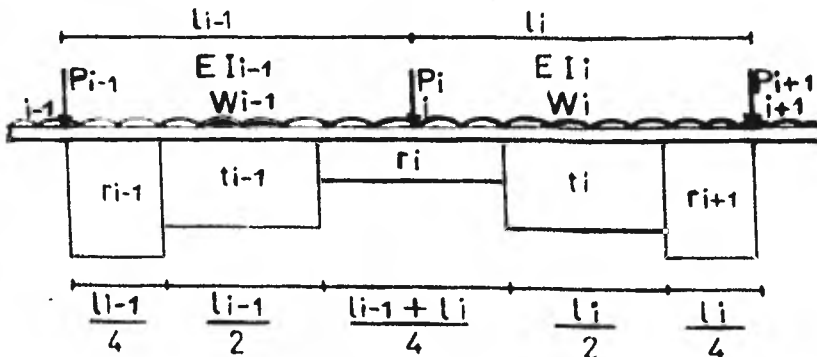 li-1 li
Pi-1 EIi-1 Pi EIi Pi+1
i-1 Wi-1 i Wi i+1
ri-1 ti-1 ri ti ri+1
li-1 li-1 li-1 + li li li
4 2 4 2 4